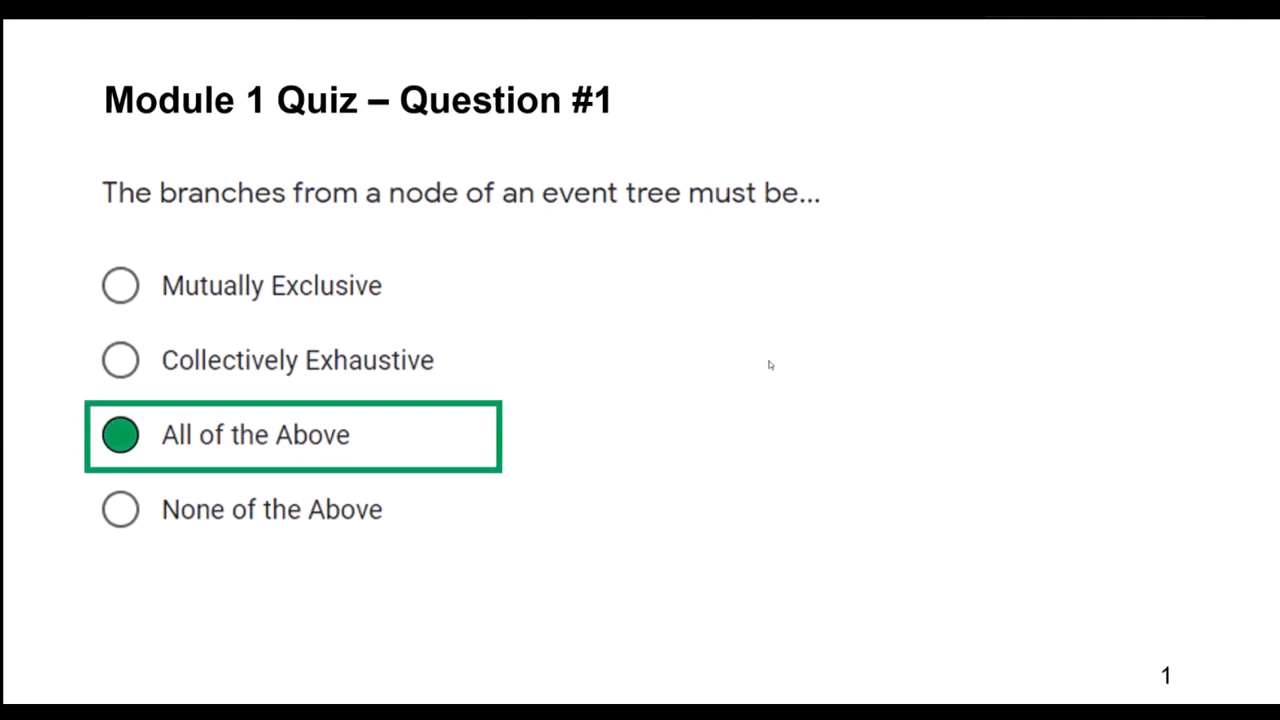 Module 1 Quiz – Question #1
The branches from a node of an event tree must be...
Mutually Exclusive
Collectively Exhaustive
All of the Above
None of the Above
1